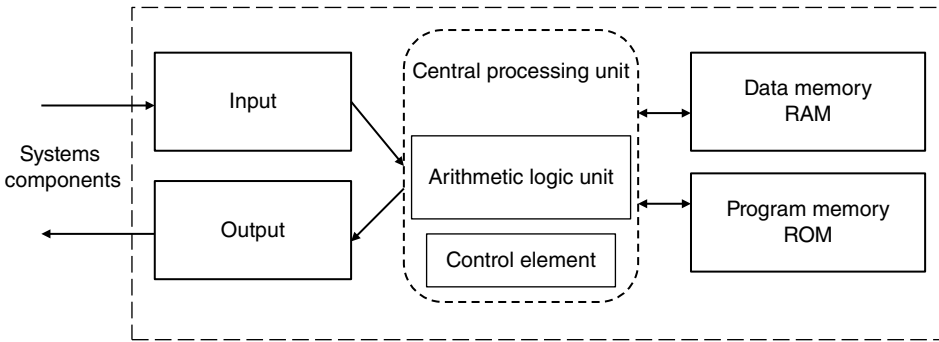 Systems
components
Input
Output
Central processing unit
Arithmetic logic unit
Control element
Data memory
RAM
Program memory
ROM